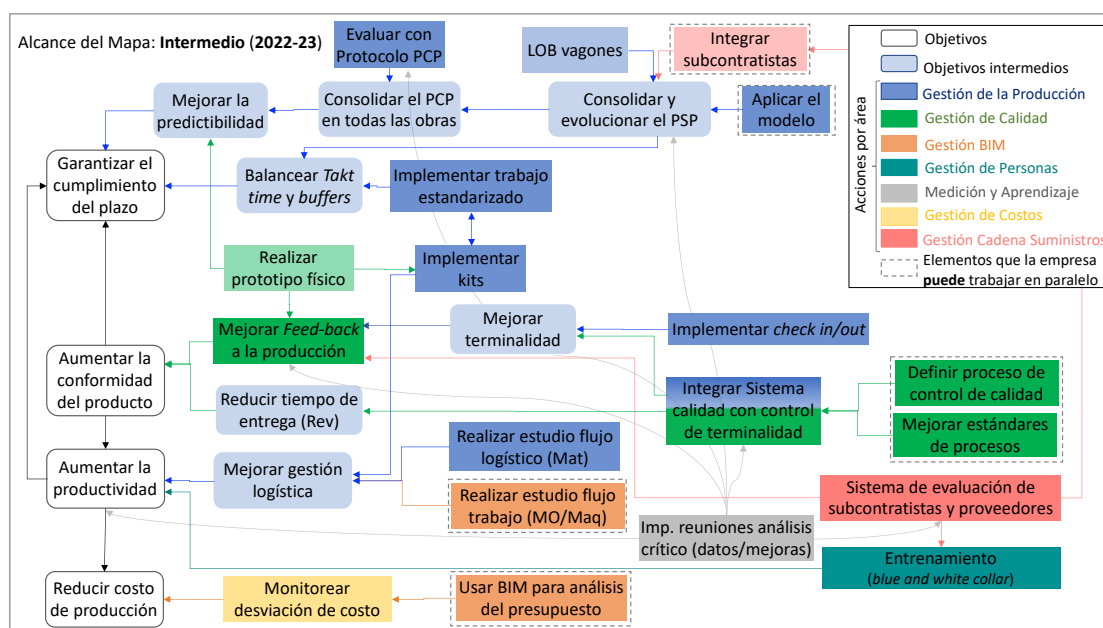 Alcance del Mapa: Intermedio (2022-23)
Evaluar con
Protocolo PCP
LOB vagones
Integrar
subcontratistas
Mejorar la
predictibilidad
Consolidar el PCP
en todas las obras
Consolidar y
evolucionar el PSP
Aplicar el
modelo
Garantizar el
cumplimiento
del plazo
Balancear Takt
time y buffers
Implementar trabajo
estandarizado
Realizar
prototipo físico
Implementar
kits
Mejorar Feed-back
a la producción
Mejorar
terminalidad
Implementar check in/out
Aumentar la
conformidad
del producto
Reducir tiempo de
entrega (Rev)
Integrar Sistema
calidad con control
de terminalidad
Definir proceso de
control de calidad
Mejorar estándares
de procesos
Aumentar la
productividad
Mejorar gestión
logística
Realizar estudio flujo
logístico (Mat)
Realizar estudio flujo
trabajo (MO/Maq)
Imp. reuniones análisis
crítico (datos/mejoras)
Sistema de evaluación de
subcontratistas y proveedores
Entrenamiento
(blue and white collar)
Reducir costo
de producción
Monitorear
desviación de costo
Usar BIM para análisis
del presupuesto
Objetivos
Objetivos intermedios
Acciones por área
Gestión de la Producción
Gestión de Calidad
Gestión BIM
Gestión de Personas
Medición y Aprendizaje
Gestión de Costos
Gestión Cadena Suministros
Elementos que la empresa
puede trabajar en paralelo